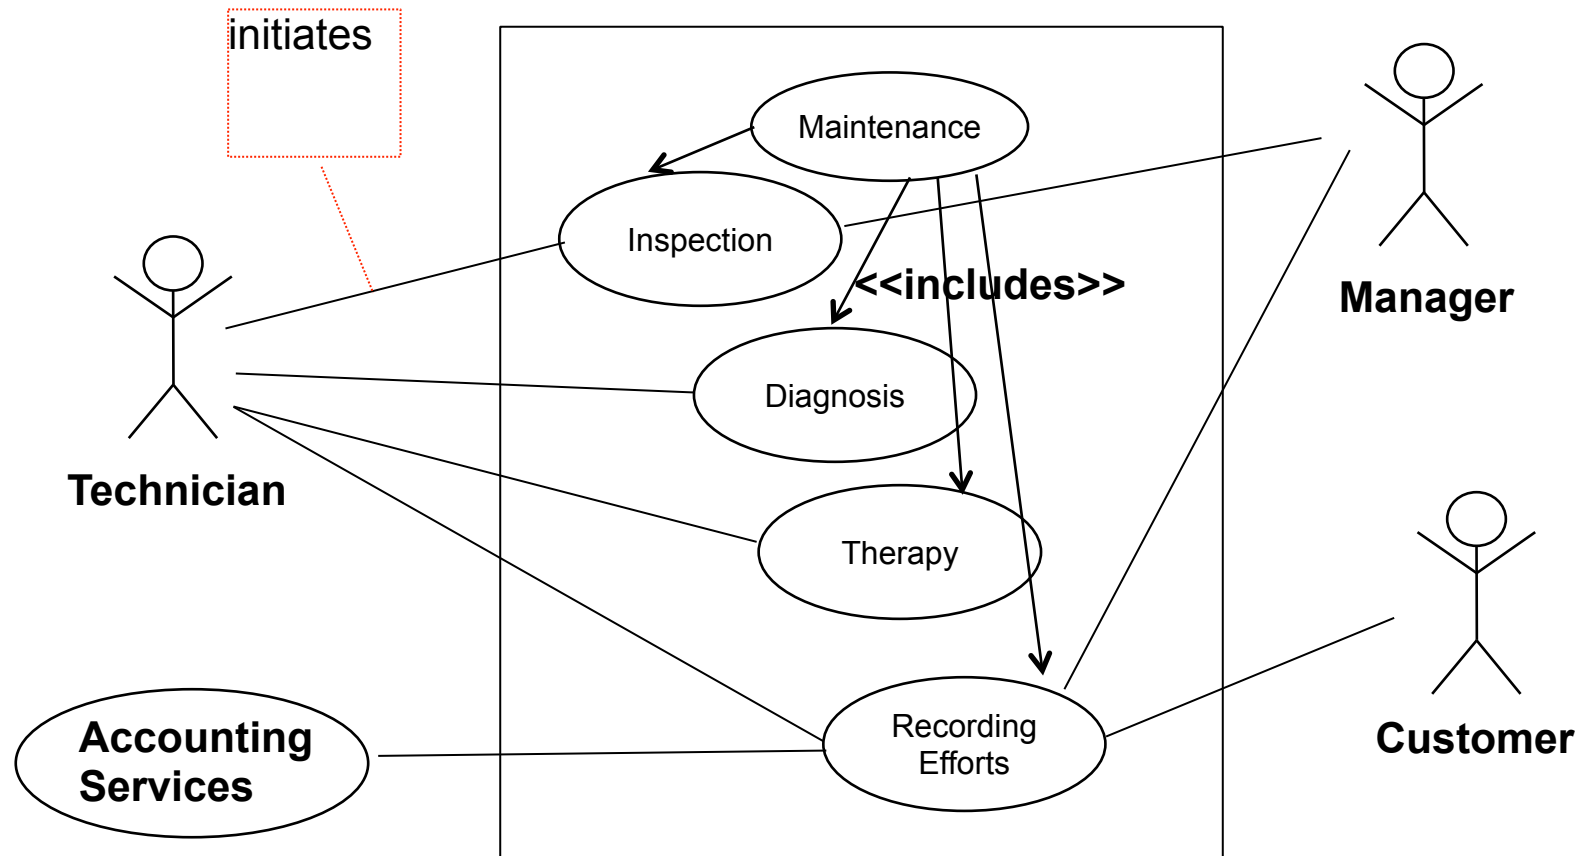 initiates
Maintenance
Inspection
<<includes>>
Manager
Diagnosis
Technician
Therapy
Accounting
Services
Recording
Efforts
Customer